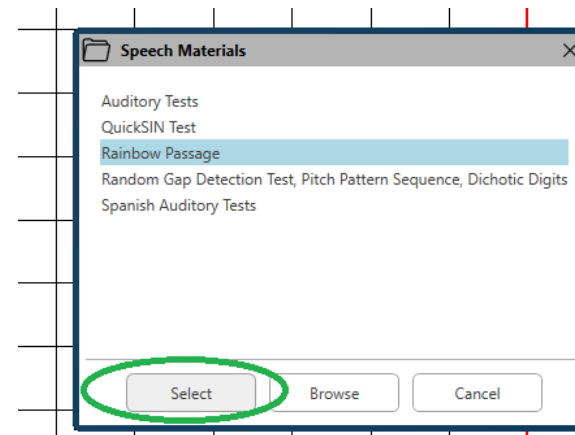 Speech Materials
Auditory Tests
QuickSIN Test
Rainbow Passage
Random Gap Detection Test, Pitch Pattern Sequence, Dichotic Digits
Spanish Auditory Tests
Select Browse Cancel